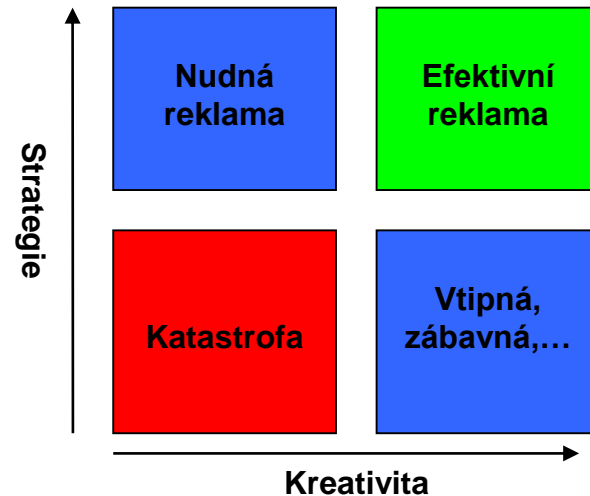 Strategie
Nudná
reklama
Efektivní
reklama
Katastrofa
Vtipná,
zábavná,…
Kreativita